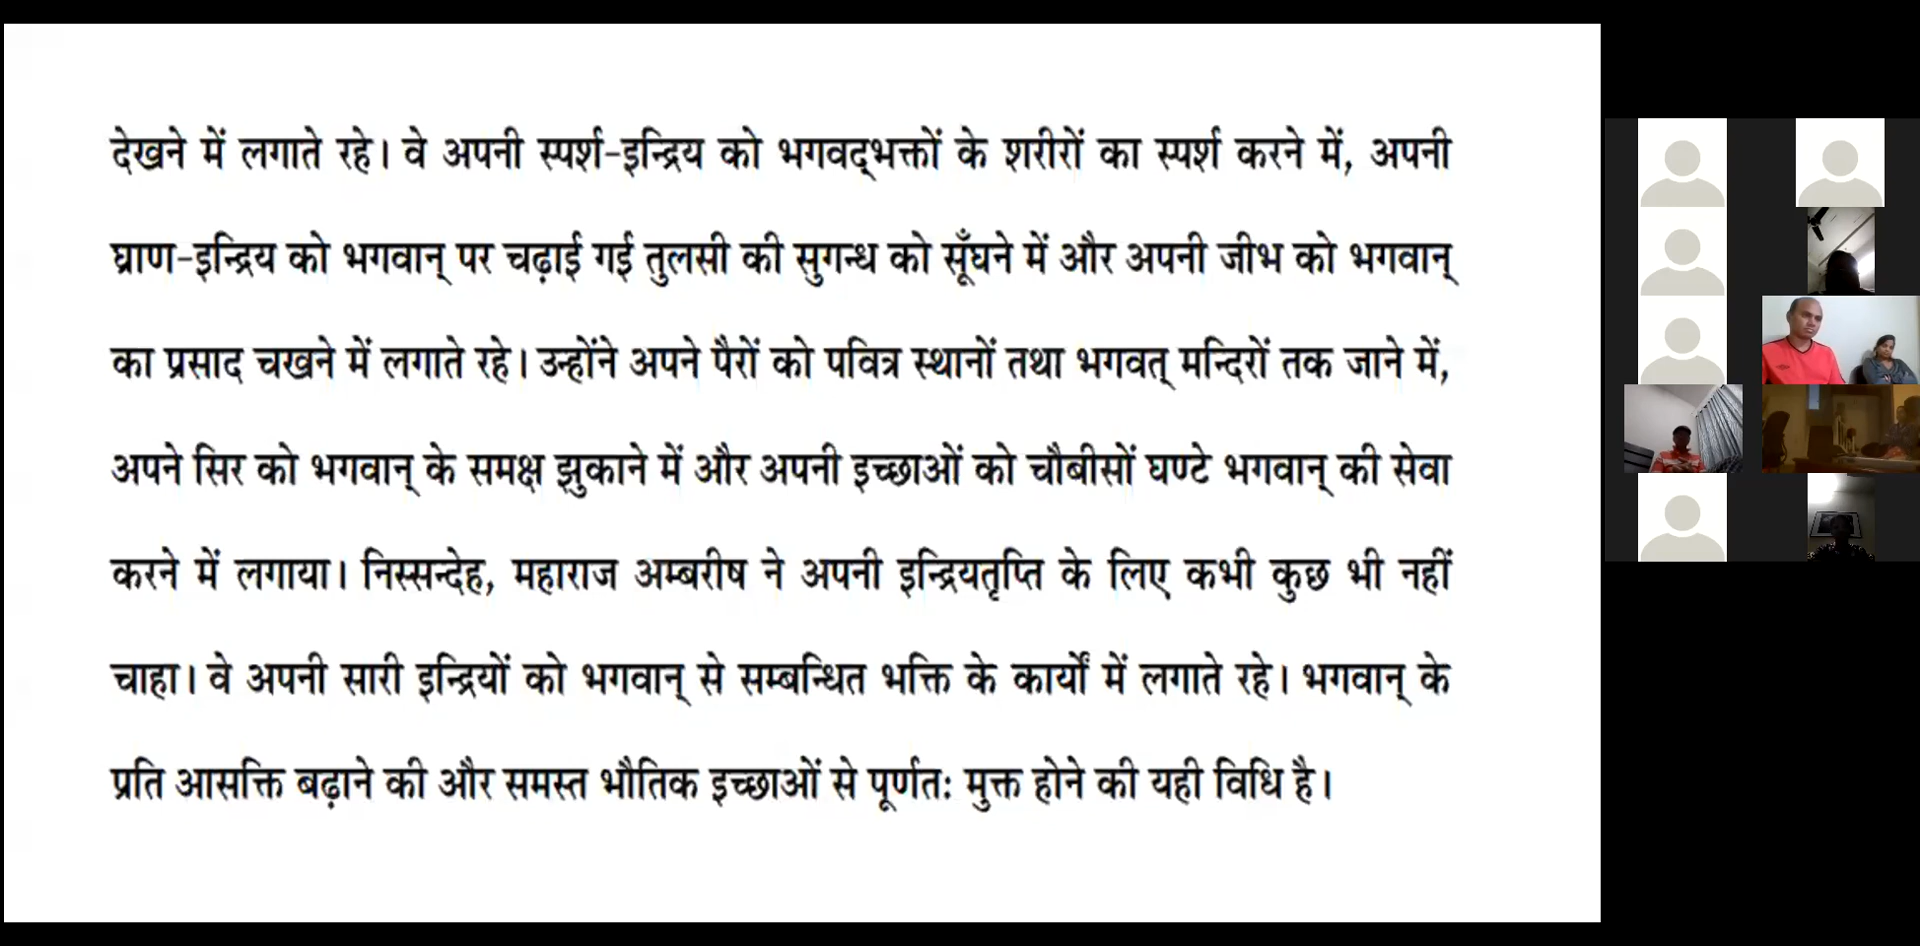 देखने में लगाते रहे। वे अपनी स्पर्श-इन्द्रिय को भगवद्भक्तों के शरीरों का स्पर्श करने में, अपनी
घ्राण-इन्द्रिय को भगवान् पर चढ़ाई गई तुलसी की सुगन्ध को सूँघने में और अपनी जीभ को भगवान्
का प्रसाद चखने में लगाते रहे। उन्होंने अपने पैरों को पवित्र स्थानों तथा भगवत् मन्दिरों तक जाने में,
अपने सिर को भगवान् के समक्ष झुकाने में और अपनी इच्छाओं को चौबीसों घण्टे भगवान् की सेवा
करने में लगाया। निस्सन्देह, महाराज अम्बरीष ने अपनी इन्द्रियतृप्ति के लिए कभी कुछ भी नहीं
चाहा। वे अपनी सारी इन्द्रियों को भगवान् से सम्बन्धित भक्ति के कार्यों में लगाते रहे। भगवान् के
प्रति आसक्ति बढ़ाने की और समस्त भौतिक इच्छाओं से पूर्णतः मुक्त होने की यही विधि है।